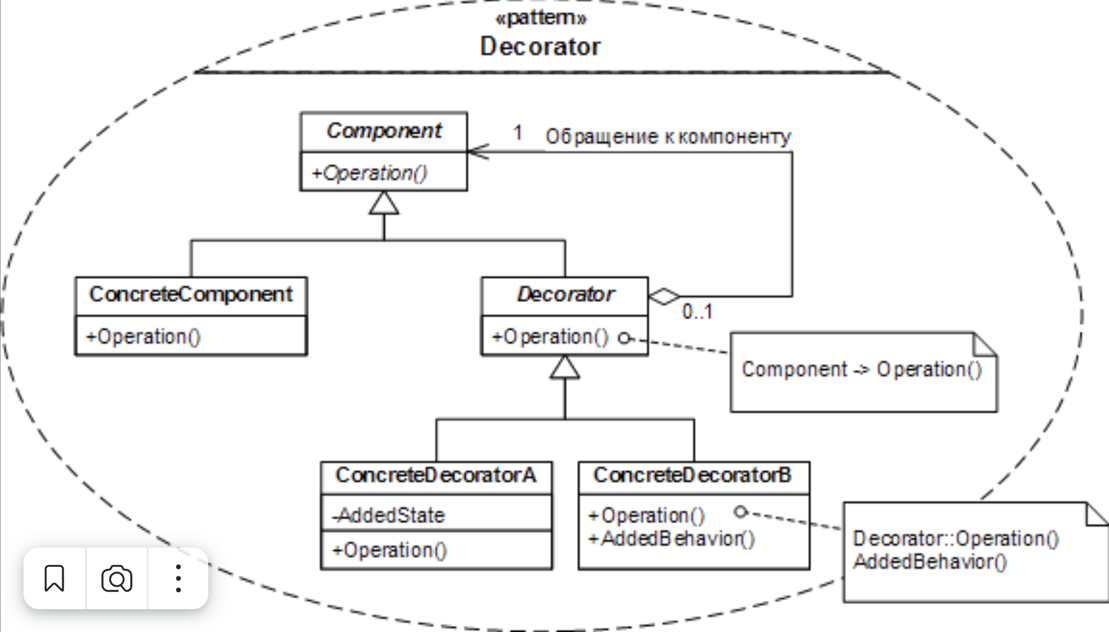 «pattern»
Decorator
Component
+Operation()
1 Обращение к компоненту
ConcreteComponent
+Operation()
Decorator
+Operation()
0..1
Component -> Operation()
ConcreteDecoratorA
-AddedState
+Operation()
ConcreteDecoratorB
+Operation()
+AddedBehavior()
Decorator::Operation()
AddedBehavior()